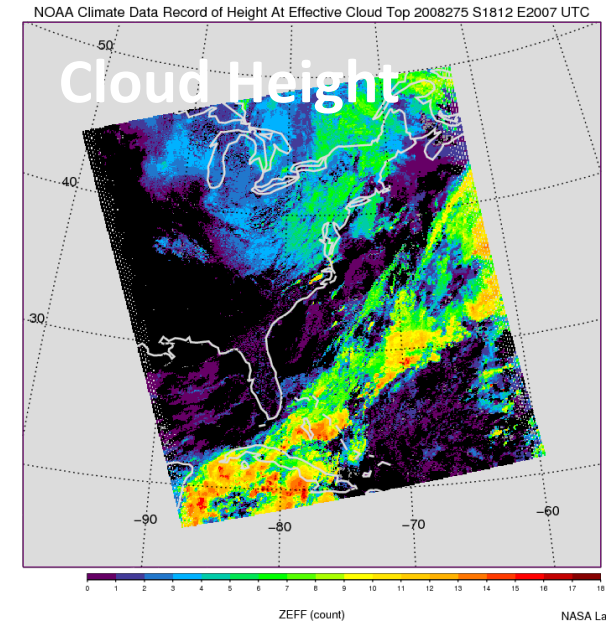 NOAA Climate Data Record of Height At Effective Cloud Top 2008275 S1812 E2007 UTC
50
Cloud Height
40
30
−90
−80
−70
−60
0 1 2 3 4 5 6 7 8 9 10 11 12 13 14 15 16 17 18
ZEFF (count)
NASA La